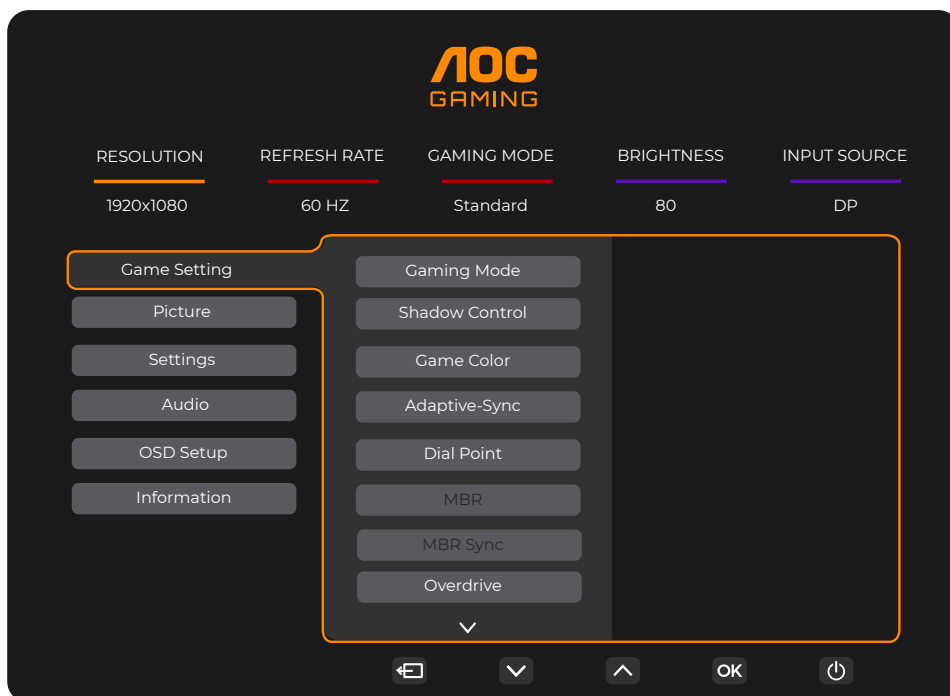 AOC
GAMING
RESOLUTION REFRESH RATE GAMING MODE BRIGHTNESS INPUT SOURCE
1920x1080 60 HZ Standard 80 DP
Game Setting
Picture
Settings
Audio
OSD Setup
Information
Gaming Mode
Shadow Control
Game Color
Adaptive-Sync
Dial Point
MBR
MBR Sync
Overdrive
OK